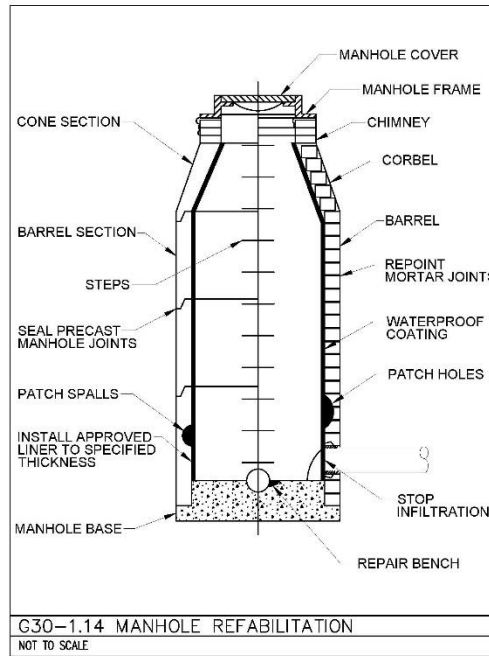 MANHOLE COVER
MANHOLE FRAME
CONE SECTION
CHIMNEY
CORBEL
BARREL SECTION
BARREL
STEPS
REPOINT
MORTAR JOINTS
SEAL PRECAST
MANHOLE JOINTS
WATERPROOF
COATING
PATCH SPALLS
PATCH HOLES
INSTALL APPROVED
LINER TO SPECIFIED
THICKNESS
STOP
INFILTRATION
MANHOLE BASE
REPAIR BENCH
G30-1.14 MANHOLE REFABILITATION
NOT TO SCALE